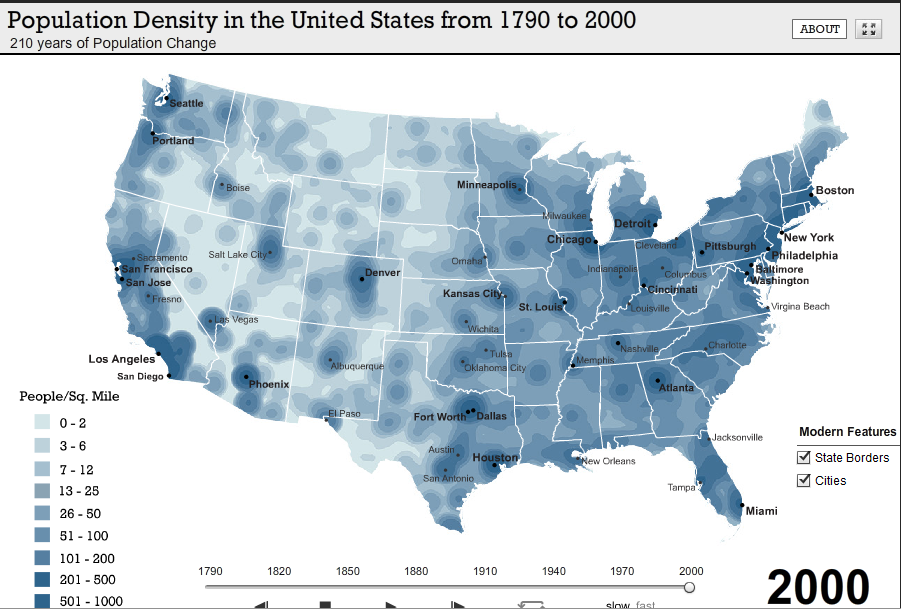 Population Density in the United States from 1790 to 2000
210 years of Population Change
ABOUT
Seattle
Portland
Boise
Minneapolis
Milwaukee
Detroit
Boston
Chicago
Cleveland
Pittsburgh
New York
Philadelphia
Sacramento
San Francisco
San Jose
Salt Lake City
Denver
Omaha
Indianapolis
Columbus
Baltimore
Washington
Fresno
Kansas City
St. Louis
Cincinnati
Louisville
Virginia Beach
Las Vegas
Wichita
Nashville
Charlotte
Los Angeles
San Diego
Phoenix
Albuquerque
Tulsa
Oklahoma City
Memphis
Atlanta
El Paso
Fort Worth
Dallas
Austin
Houston
San Antonio
New Orleans
Jacksonville
Tampa
Miami
People/Sq. Mile
0 - 2
3 - 6
7 - 12
13 - 25
26 - 50
51 - 100
101 - 200
201 - 500
501 - 1000
Modern Features
State Borders
Cities
1790 1820 1850 1880 1910 1940 1970 2000
slow fast
2000